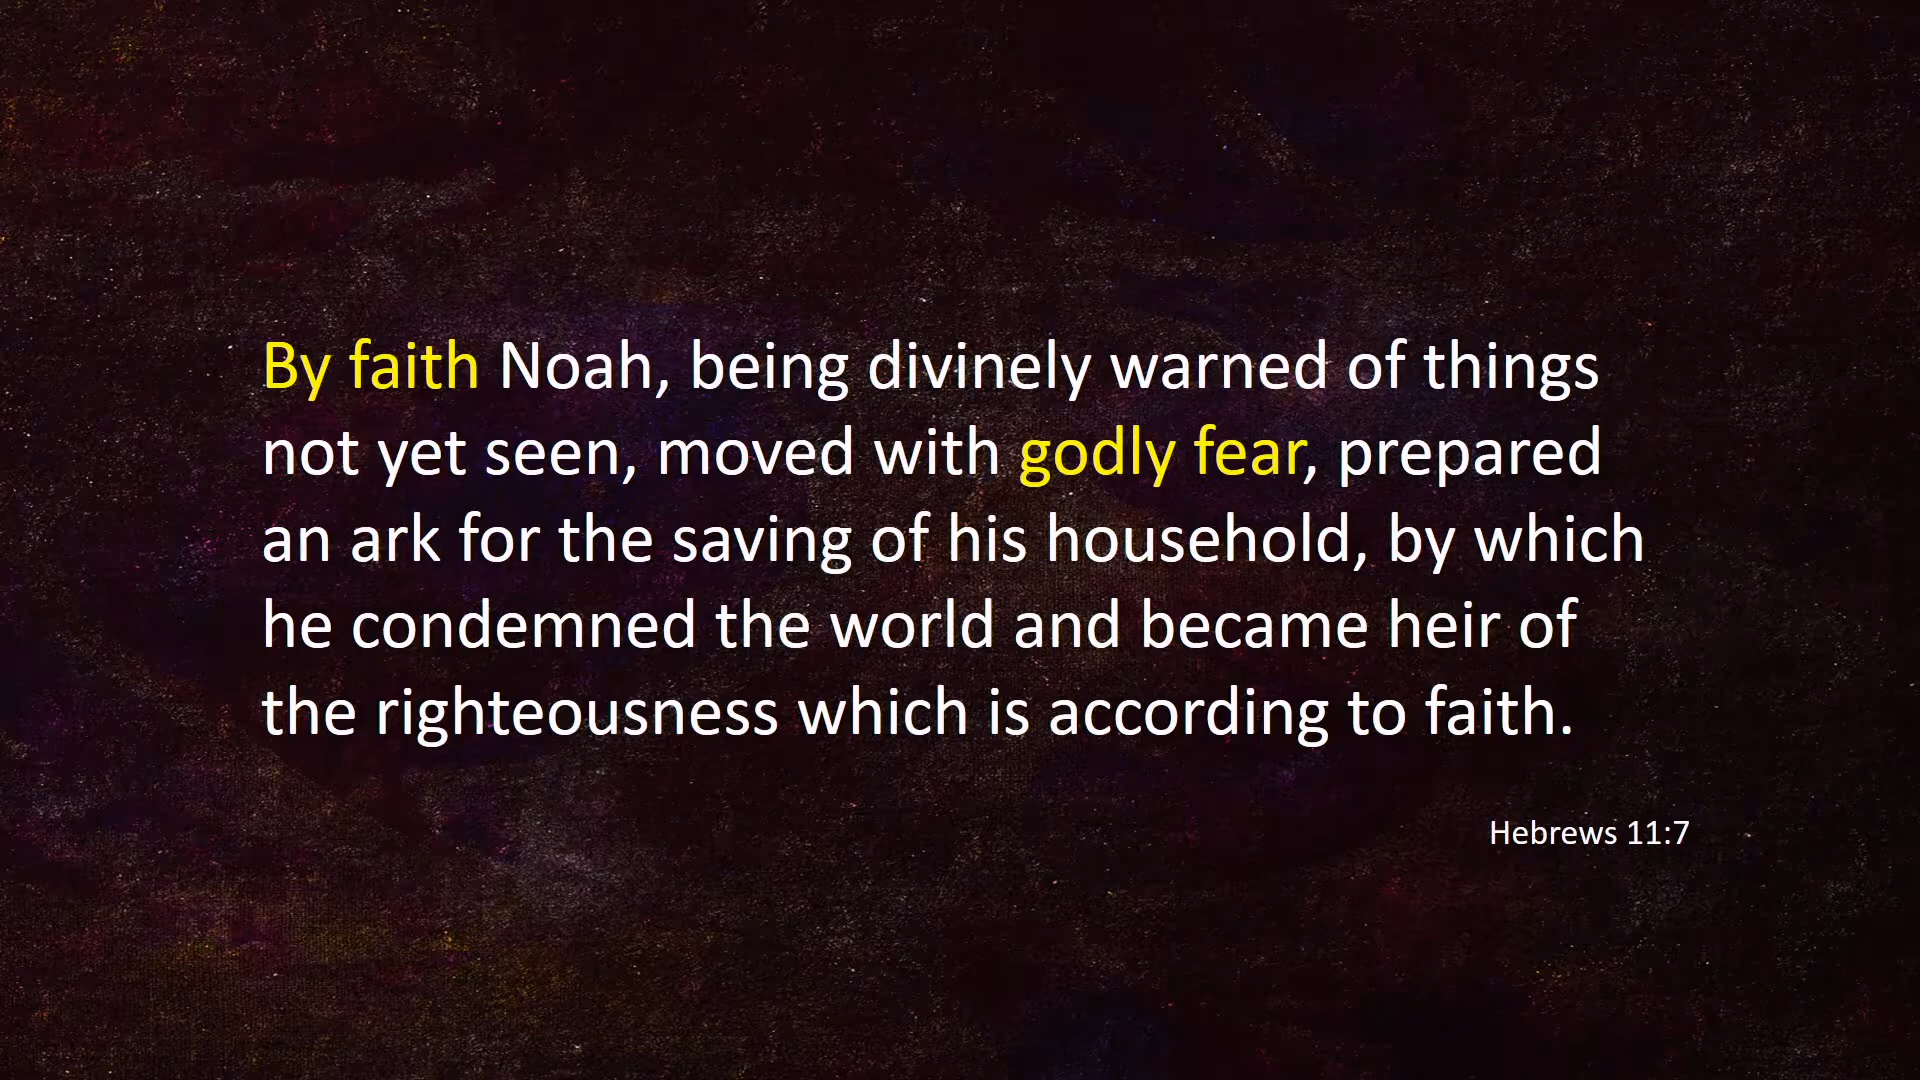 By faith Noah, being divinely warned of things
not yet seen, moved with godly fear, prepared
an ark for the saving of his household, by which
he condemned the world and became heir of
the righteousness which is according to faith.
Hebrews 11:7